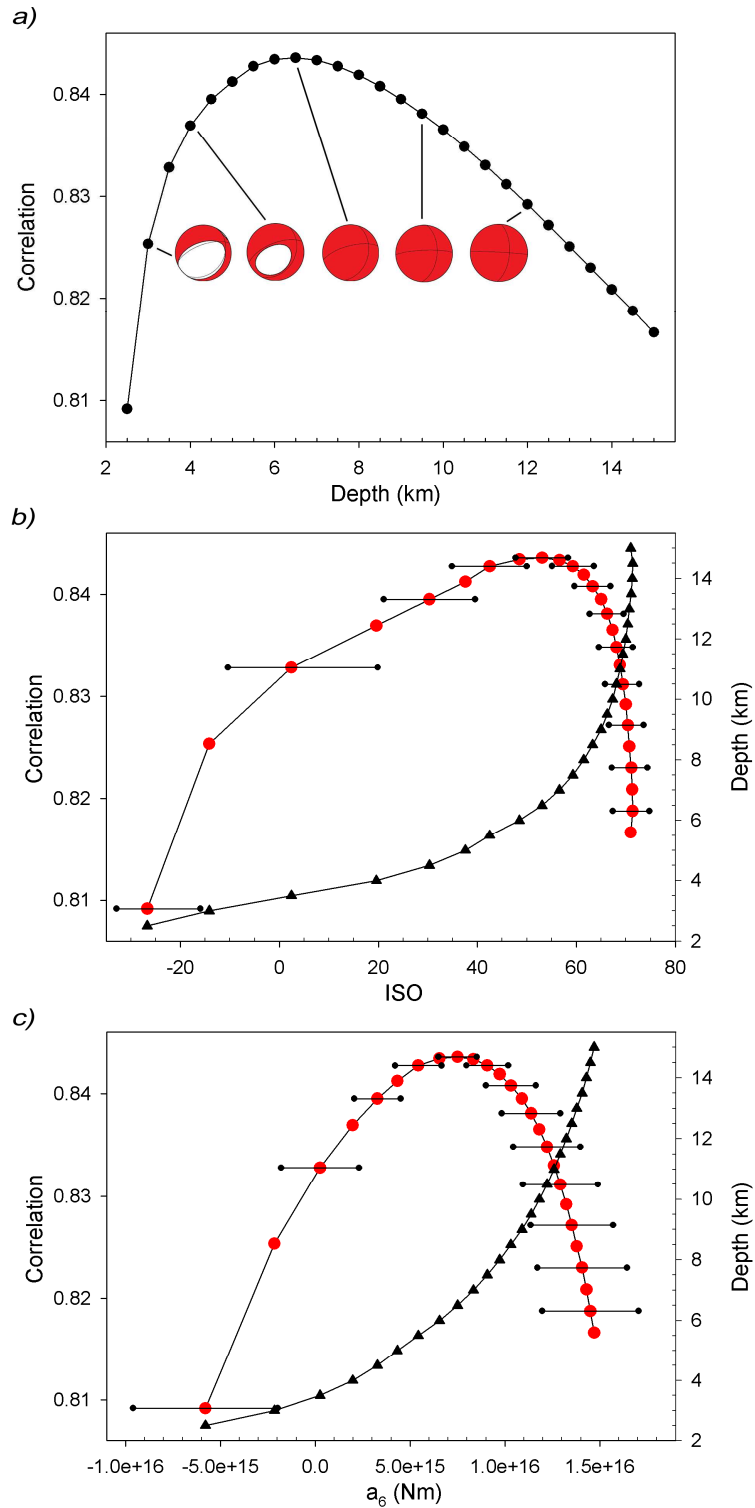 a)
0.84
0.83
0.82
0.81
Correlation
2 4 6 8 10 12 14
Depth (km)
b)
0.84
0.83
0.82
0.81
Correlation
14
12
10
8
6
4
2
Depth (km)
-20 0 20 40 60 80
ISO
c)
0.84
0.83
0.82
0.81
Correlation
14
12
10
8
6
4
2
Depth (km)
-1.0e+16 -5.0e+15 0.0 5.0e+15 1.0e+16 1.5e+16
a6 (Nm)